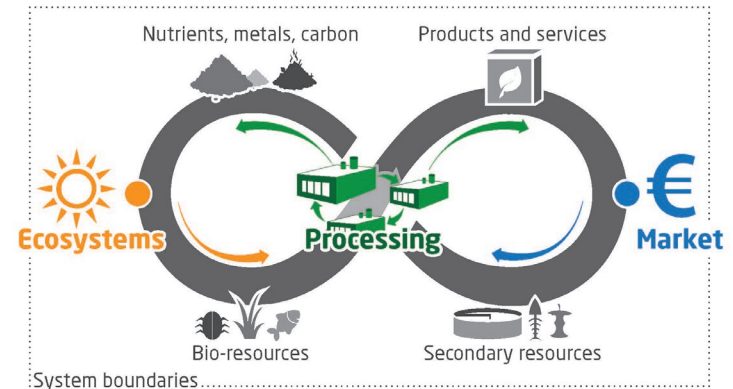 Nutrients, metals, carbon
Products and services
€
Ecosystems
Processing
Market
Bio-resources
Secondary resources
System boundaries